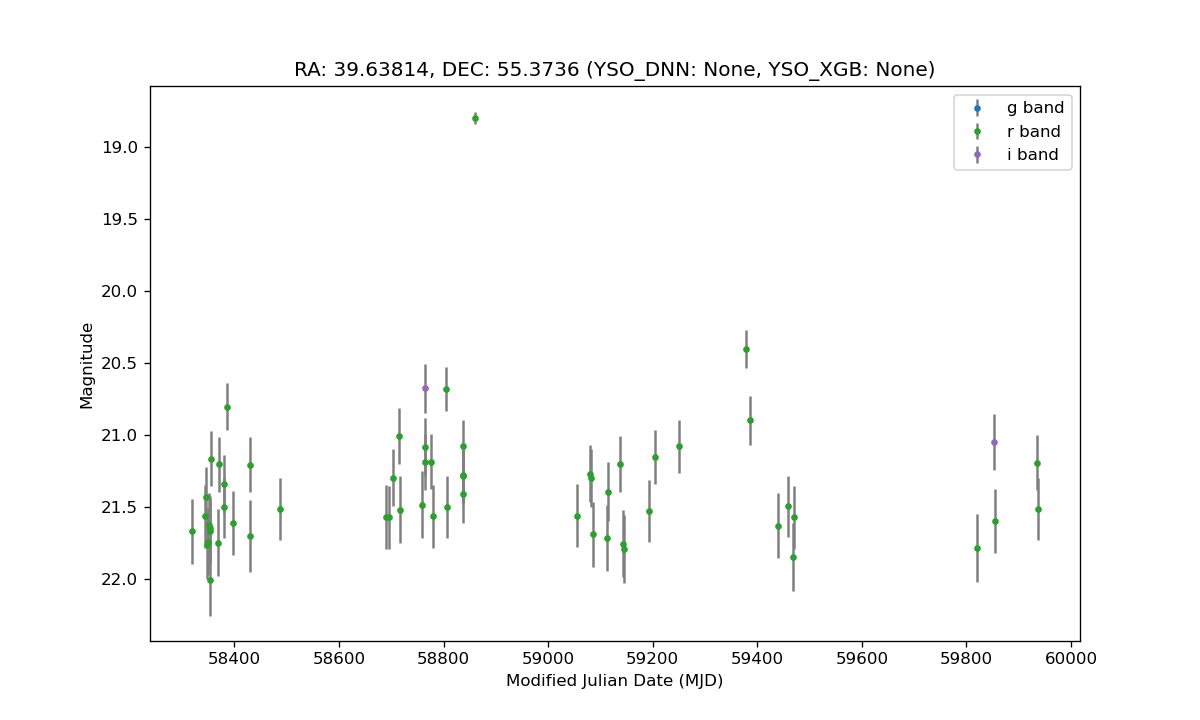 RA: 39.63814, DEC: 55.3736 (YSO_DNN: None, YSO_XGB: None)
g band
r band
i band
19.0
19.5
20.0
20.5
21.0
21.5
22.0
Magnitude
58400 58600 58800 59000 59200 59400 59600 59800 60000
Modified Julian Date (MJD)